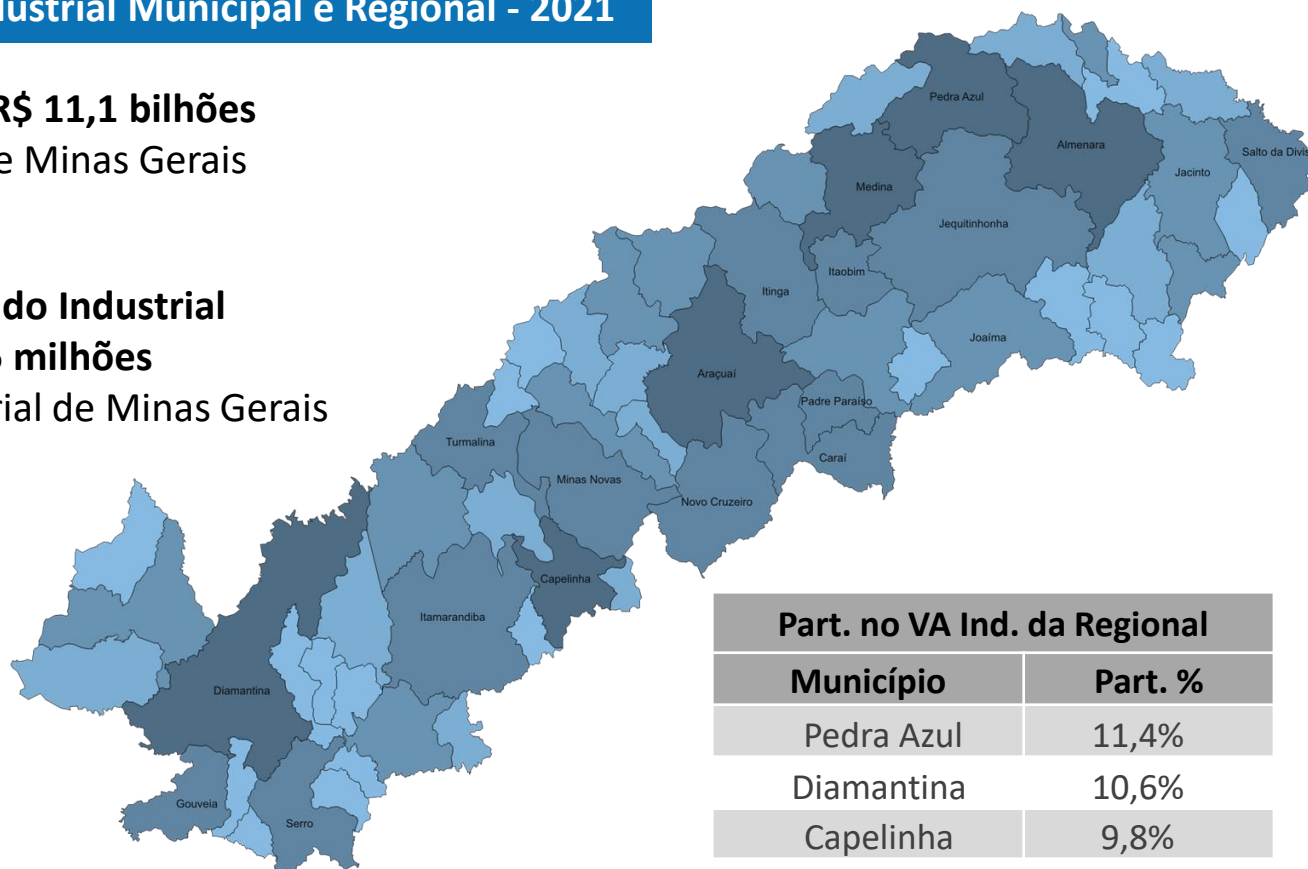 dustrial Municipal e Regional - 2021
R$ 11,1 bilhões
e Minas Gerais
do Industrial
milhões
rial de Minas Gerais
Pedra Azul
Almenara
Salto da Divis
Jacinto
Medina
Jequitinhonha
Itaobim
Itinga
Joaíma
Araçuaí
Padre Paraíso
Turmalina
Caraí
Minas Novas
Novo Cruzeiro
Capelinha
Itamarandiba
Diamantina
Gouveia
Serro
Part. no VA Ind. da Regional
Município Part. %
Pedra Azul 11,4%
Diamantina 10,6%
Capelinha 9,8%